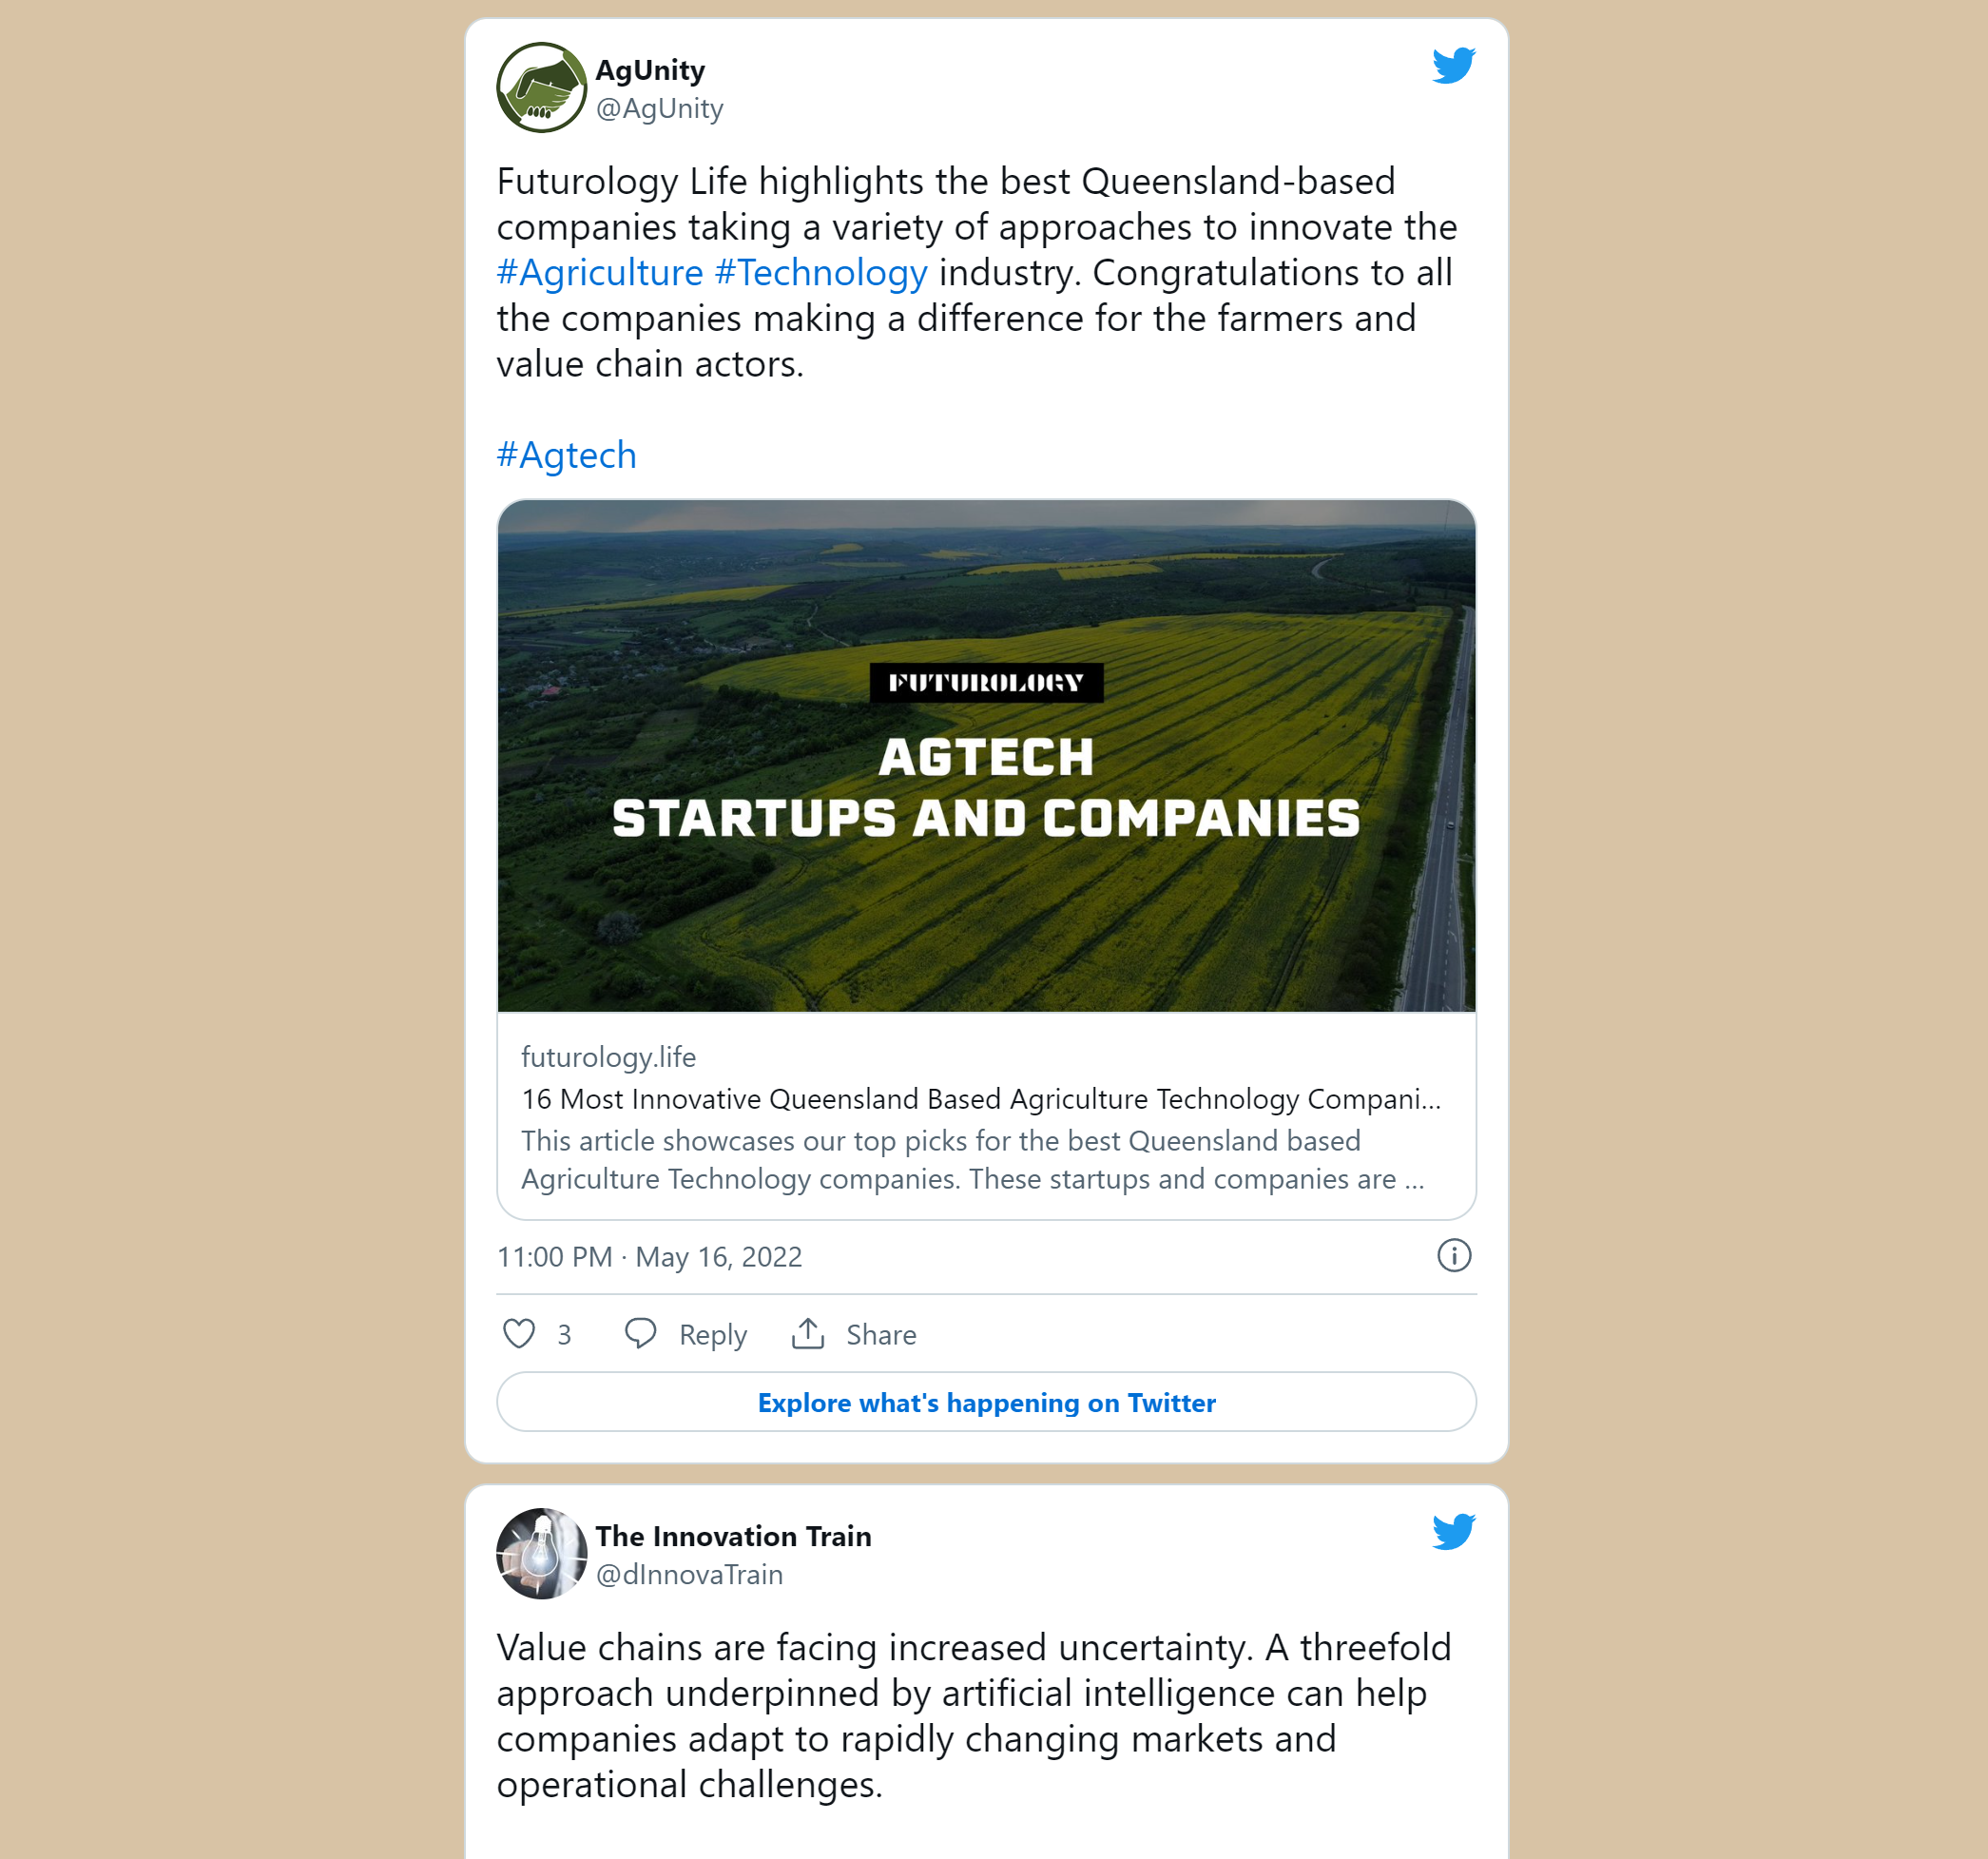 AgUnity
@AgUnity
Futurology Life highlights the best Queensland-based
companies taking a variety of approaches to innovate the
#Agriculture #Technology industry. Congratulations to all
the companies making a difference for the farmers and
value chain actors.
#Agtech
FUTUROLOGY
AGTECH
STARTUPS AND COMPANIES
futurology.life
16 Most Innovative Queensland Based Agriculture Technology Compani...
This article showcases our top picks for the best Queensland based
Agriculture Technology companies. These startups and companies are ...
11:00 PM · May 16, 2022
3 Reply Share
Explore what's happening on Twitter
The Innovation Train
@dInnovaTrain
Value chains are facing increased uncertainty. A threefold
approach underpinned by artificial intelligence can help
companies adapt to rapidly changing markets and
operational challenges.